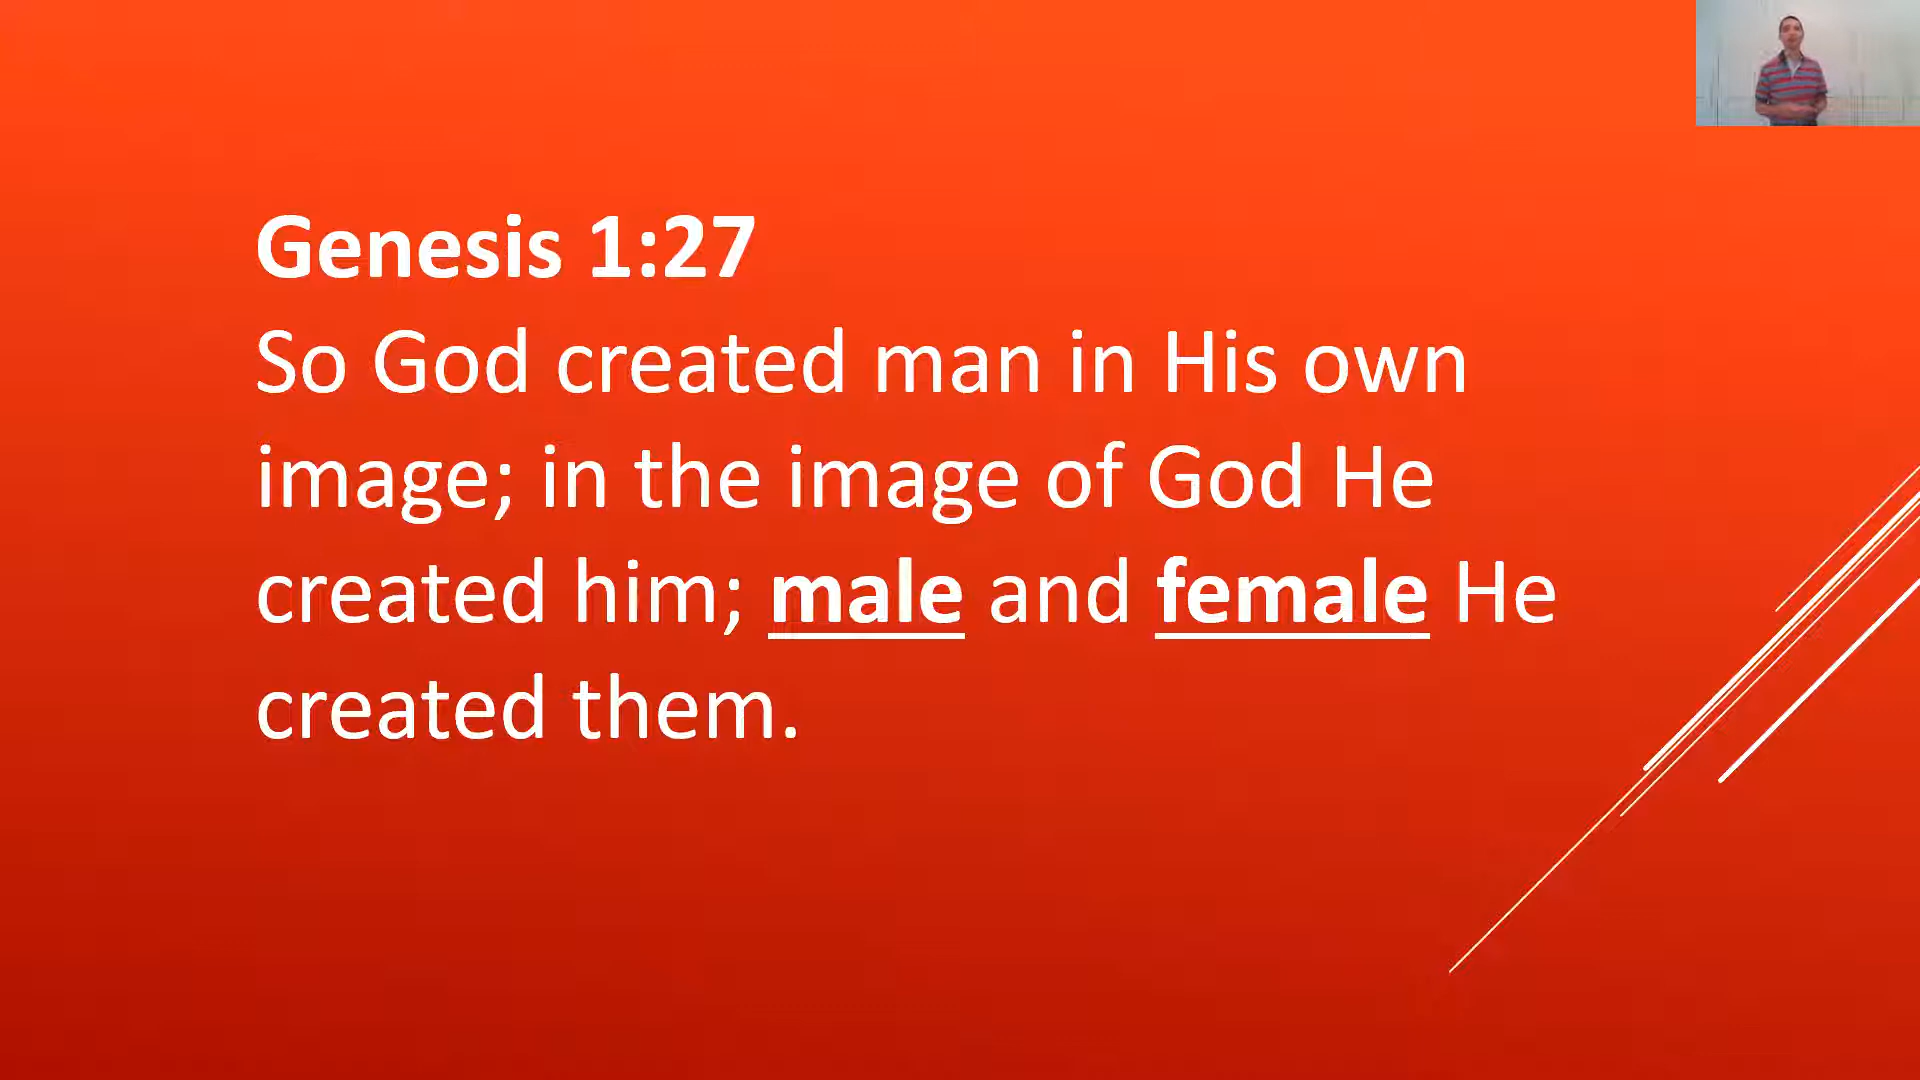 Genesis 1:27
So God created man in His own
image; in the image of God He
created him; male and female He
created them.